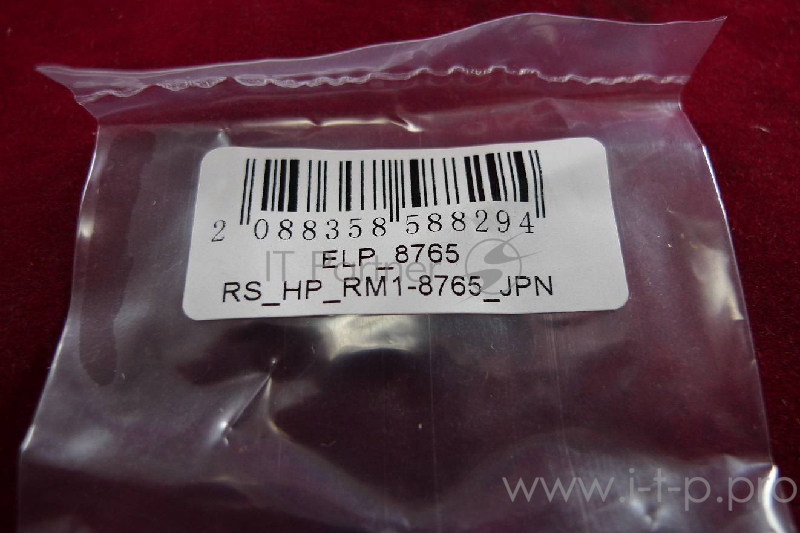 2 088358 588294
ELP_8765
IT Partner
RS_HP_RM1-8765_JPN
www.i-t-p.pro